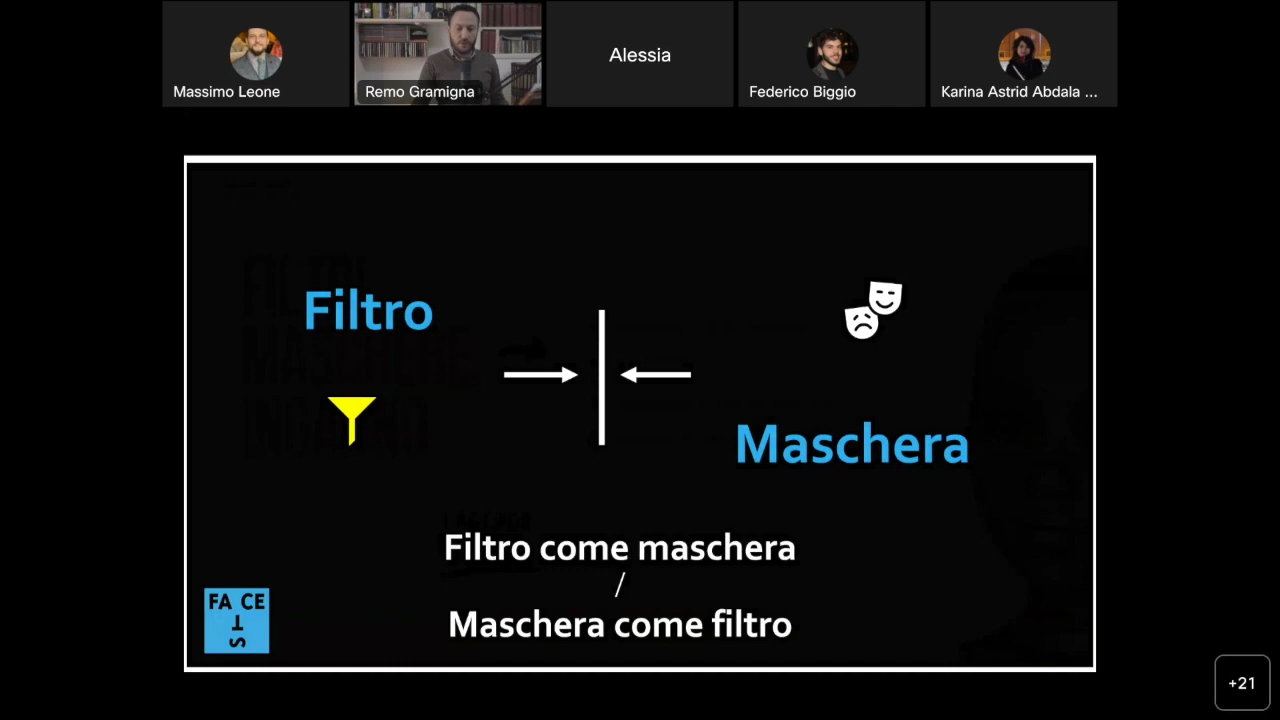 Massimo Leone
Remo Gramigna
Alessia
Federico Biggio
Karina Astrid Abdala ...
Filtro
Maschera
Filtro come maschera
/
Maschera come filtro
FA CE
T
S
+21